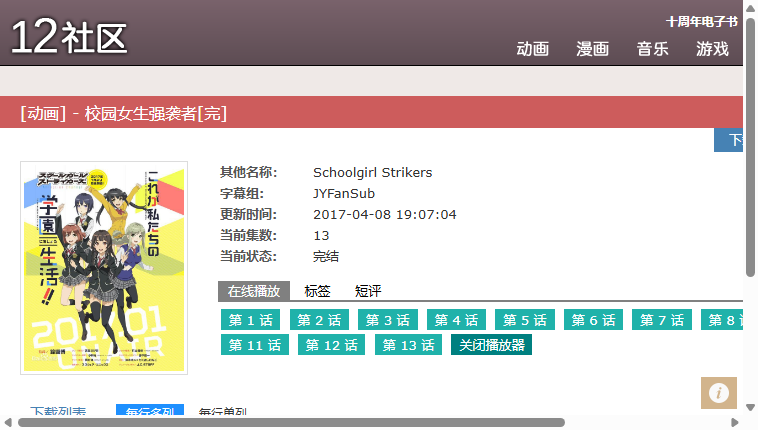 12社区
十周年电子书
动画 漫画 音乐 游戏
[动画] - 校园女生强袭者[完]
スクールガール
ストライカーズ
これが私たちの
学園
生活!!
2017.01
其他名称: Schoolgirl Strikers
字幕组: JYFanSub
更新时间: 2017-04-08 19:07:04
当前集数: 13
当前状态: 完结
在线播放 标签 短评
第 1 话 第 2 话 第 3 话 第 4 话 第 5 话 第 6 话 第 7 话 第 8
第 11 话 第 12 话 第 13 话 关闭播放器
下载列表 每行多列 每行单列